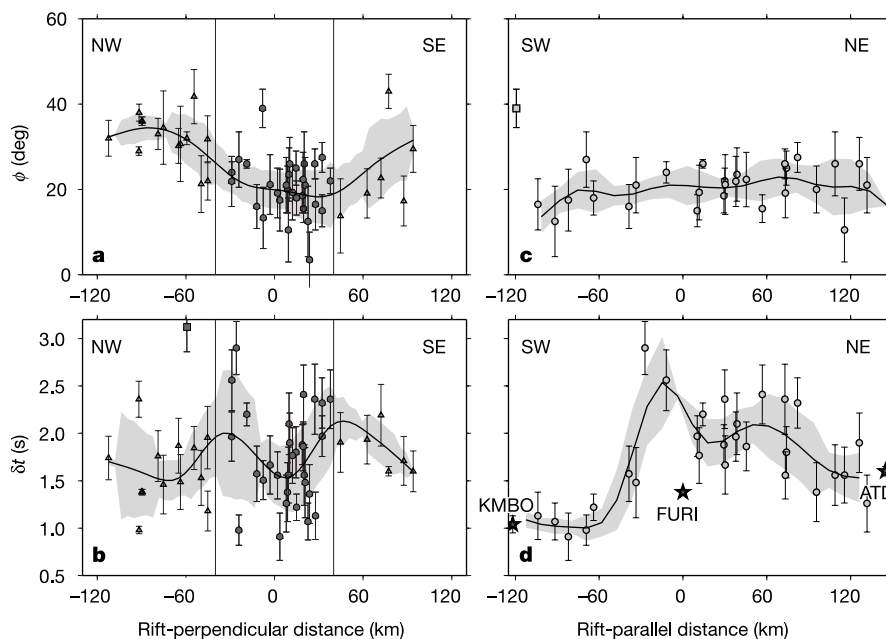 60
40
20
0
ϕ (deg)
NW
SE
a
−120
−60
0
60
120
SW
NE
c
−120
−60
0
60
120
3.0
2.5
2.0
1.5
1.0
0.5
δt (s)
NW
SE
b
−120
−60
0
60
120
Rift-perpendicular distance (km)
SW
NE
KMBO
FURI
ATD
d
−120
−60
0
60
120
Rift-parallel distance (km)